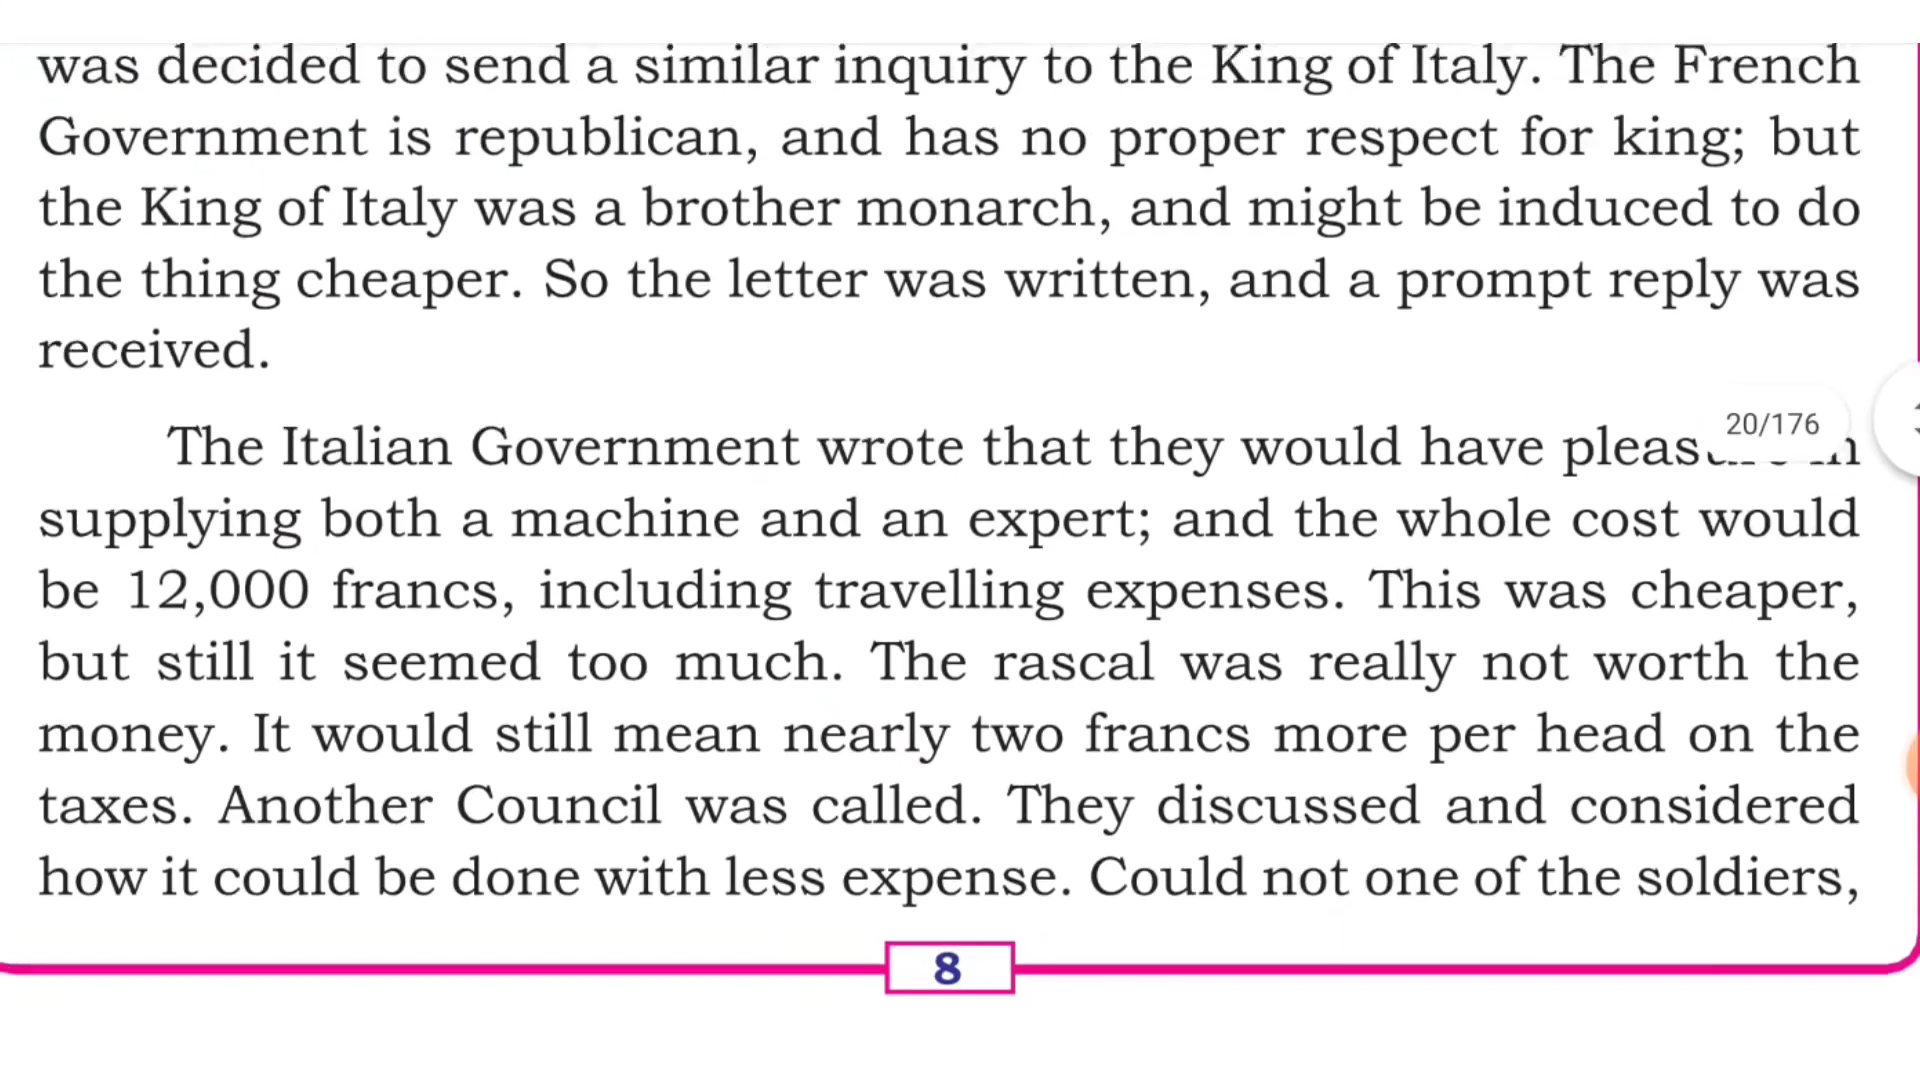 was decided to send a similar inquiry to the King of Italy. The French
Government is republican, and has no proper respect for king; but
the King of Italy was a brother monarch, and might be induced to do
the thing cheaper. So the letter was written, and a prompt reply was
received.
20/176
The Italian Government wrote that they would have
supplying both a machine and an expert; and the whole cost would
be 12,000 francs, including travelling expenses. This was cheaper,
but still it seemed too much. The rascal was really not worth the
money. It would still mean nearly two francs more per head on the
taxes. Another Council was called. They discussed and considered
how it could be done with less expense. Could not one of the soldiers,
8